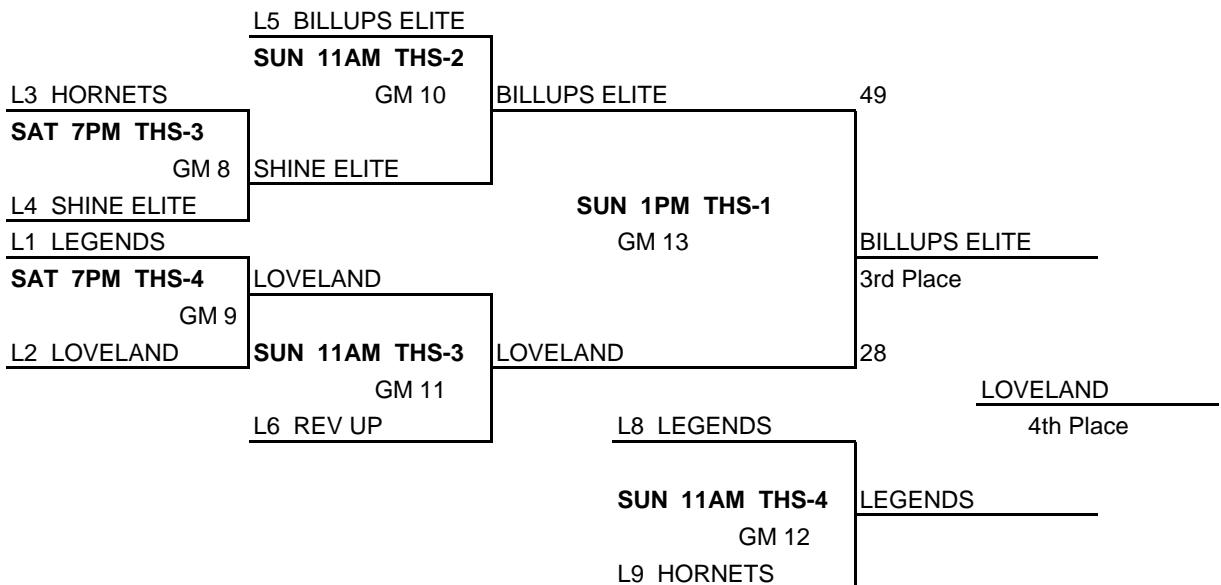 L5 BILLUPS ELITE
SUN 11AM THS-2
L3 HORNETS
GM 10
BILLUPS ELITE
49
SAT 7PM THS-3
GM 8
SHINE ELITE
L4 SHINE ELITE
SUN 1PM THS-1
L1 LEGENDS
GM 13
BILLUPS ELITE
SAT 7PM THS-4
LOVELAND
3rd Place
GM 9
L2 LOVELAND
SUN 11AM THS-3
LOVELAND
28
GM 11
LOVELAND
L6 REV UP
L8 LEGENDS
4th Place
SUN 11AM THS-4
LEGENDS
GM 12
L9 HORNETS